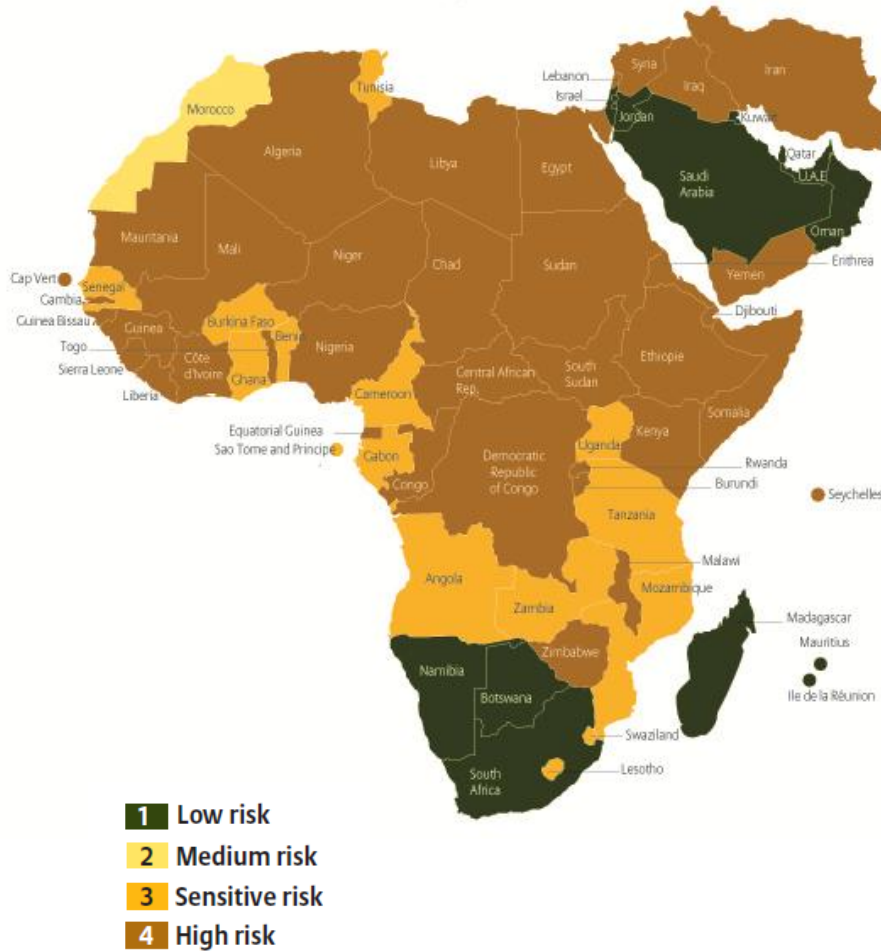 Syria
Iran
Lebanon
Iraq
Israel
Tunisia
Jordan
Kuwait
Morocco
Algeria
Libya
Egypt
Qatar
Saudi
Arabia
U.A.E
Oman
Mauritania
Mali
Niger
Chad
Sudan
Erithrea
Yemen
Cap Vert
Senegal
Gambia
Djibouti
Guinea Bissau
Guinea
Burkina Faso
Benin
Nigeria
Togo
Côte
d'Ivoire
Ghana
Sierra Leone
Liberia
Cameroon
Central African
Rep.
South
Sudan
Ethiopie
Somalia
Equatorial Guinea
Sao Tome and Principe
Gabon
Congo
Democratic
Republic
of Congo
Uganda
Kenya
Rwanda
Burundi
Seychelles
Tanzania
Angola
Zambia
Malawi
Mozambique
Madagascar
Mauritius
Ile de la Réunion
Zimbabwe
Namibia
Botswana
Swaziland
South
Africa
Lesotho
1 Low risk
2 Medium risk
3 Sensitive risk
4 High risk